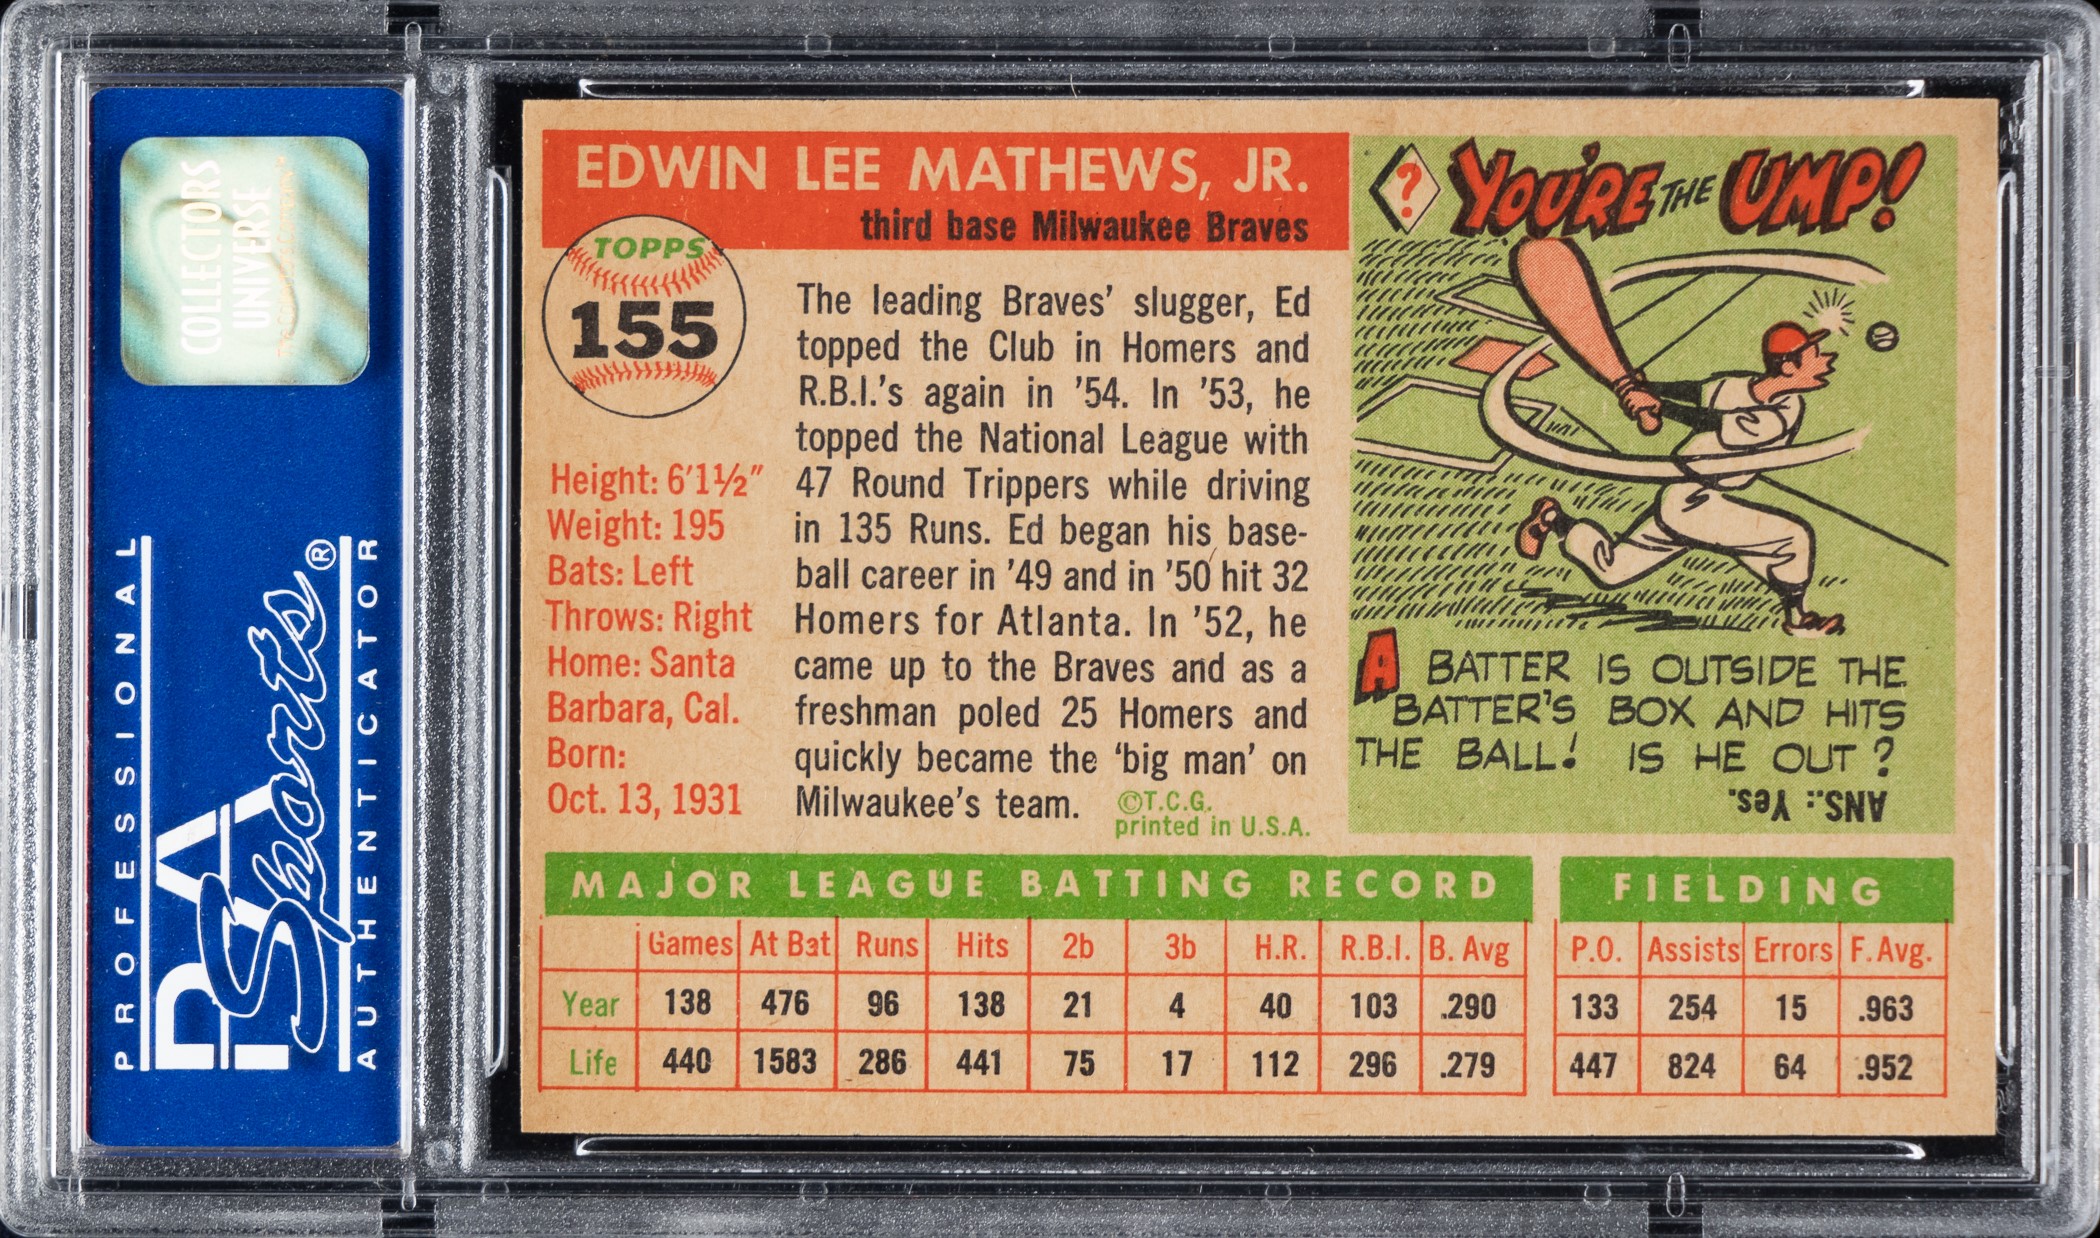 COLLECTORS
UNIVERSE
PROFESSIONAL
PSA
Sports®
AUTHENTICATOR
EDWIN LEE MATHEWS, JR.
third base Milwaukee Braves
TOPPS
155
Height: 6'1½"
Weight: 195
Bats: Left
Throws: Right
Home: Santa
Barbara, Cal.
Born:
Oct. 13, 1931
The leading Braves' slugger, Ed
topped the Club in Homers and
R.B.I.'s again in '54. In '53, he
topped the National League with
47 Round Trippers while driving
in 135 Runs. Ed began his base-
ball career in '49 and in '50 hit 32
Homers for Atlanta. In '52, he
came up to the Braves and as a
freshman poled 25 Homers and
quickly became the 'big man' on
Milwaukee's team.
©T.C.G.
printed in U.S.A.
? YOU'RE THE UMP!
A BATTER IS OUTSIDE THE
BATTER'S BOX AND HITS
THE BALL! IS HE OUT?
ANS.: Yes.
MAJOR LEAGUE BATTING RECORD
Games At Bat Runs Hits 2b 3b H.R. R.B.I. B. Avg
Year 138 476 96 138 21 4 40 103 .290
Life 440 1583 286 441 75 17 112 296 .279
FIELDING
P.O. Assists Errors F. Avg.
133 254 15 .963
447 824 64 .952